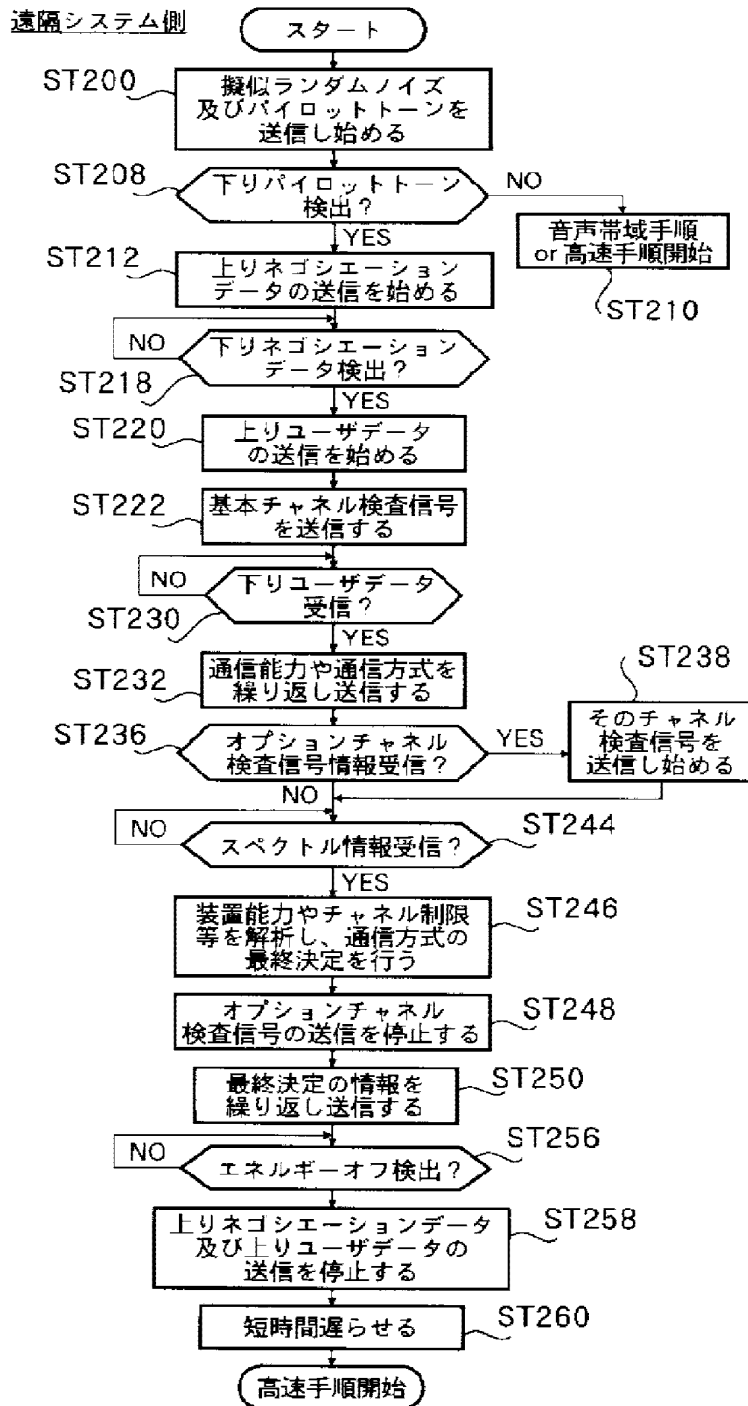 遠隔システム側
スタート
ST200
擬似ランダムノイズ
及びパイロットトーンを
送信し始める
ST208
下りパイロットトーン
検出?
NO
YES
音声帯域手順
or 高速手順開始
ST210
ST212
上りネゴシエーション
データの送信を始める
NO
下りネゴシエーション
データ検出?
ST218
YES
ST220
上りユーザデータ
の送信を始める
ST222
基本チャネル検査信号
を送信する
NO
下りユーザデータ
受信?
ST230
YES
ST232
通信能力や通信方式を
繰り返し送信する
ST238
そのチャネル
検査信号を
送信し始める
ST236
オプションチャネル
検査信号情報受信?
YES
NO
NO
スペクトル情報受信?
ST244
YES
装置能力やチャネル制限
等を解析し、通信方式の
最終決定を行う
ST246
オプションチャネル
検査信号の送信を停止する
ST248
最終決定の情報を
繰り返し送信する
ST250
NO
エネルギーオフ検出?
ST256
上りネゴシエーションデータ
及び上りユーザデータの
送信を停止する
ST258
短時間遅らせる
ST260
高速手順開始